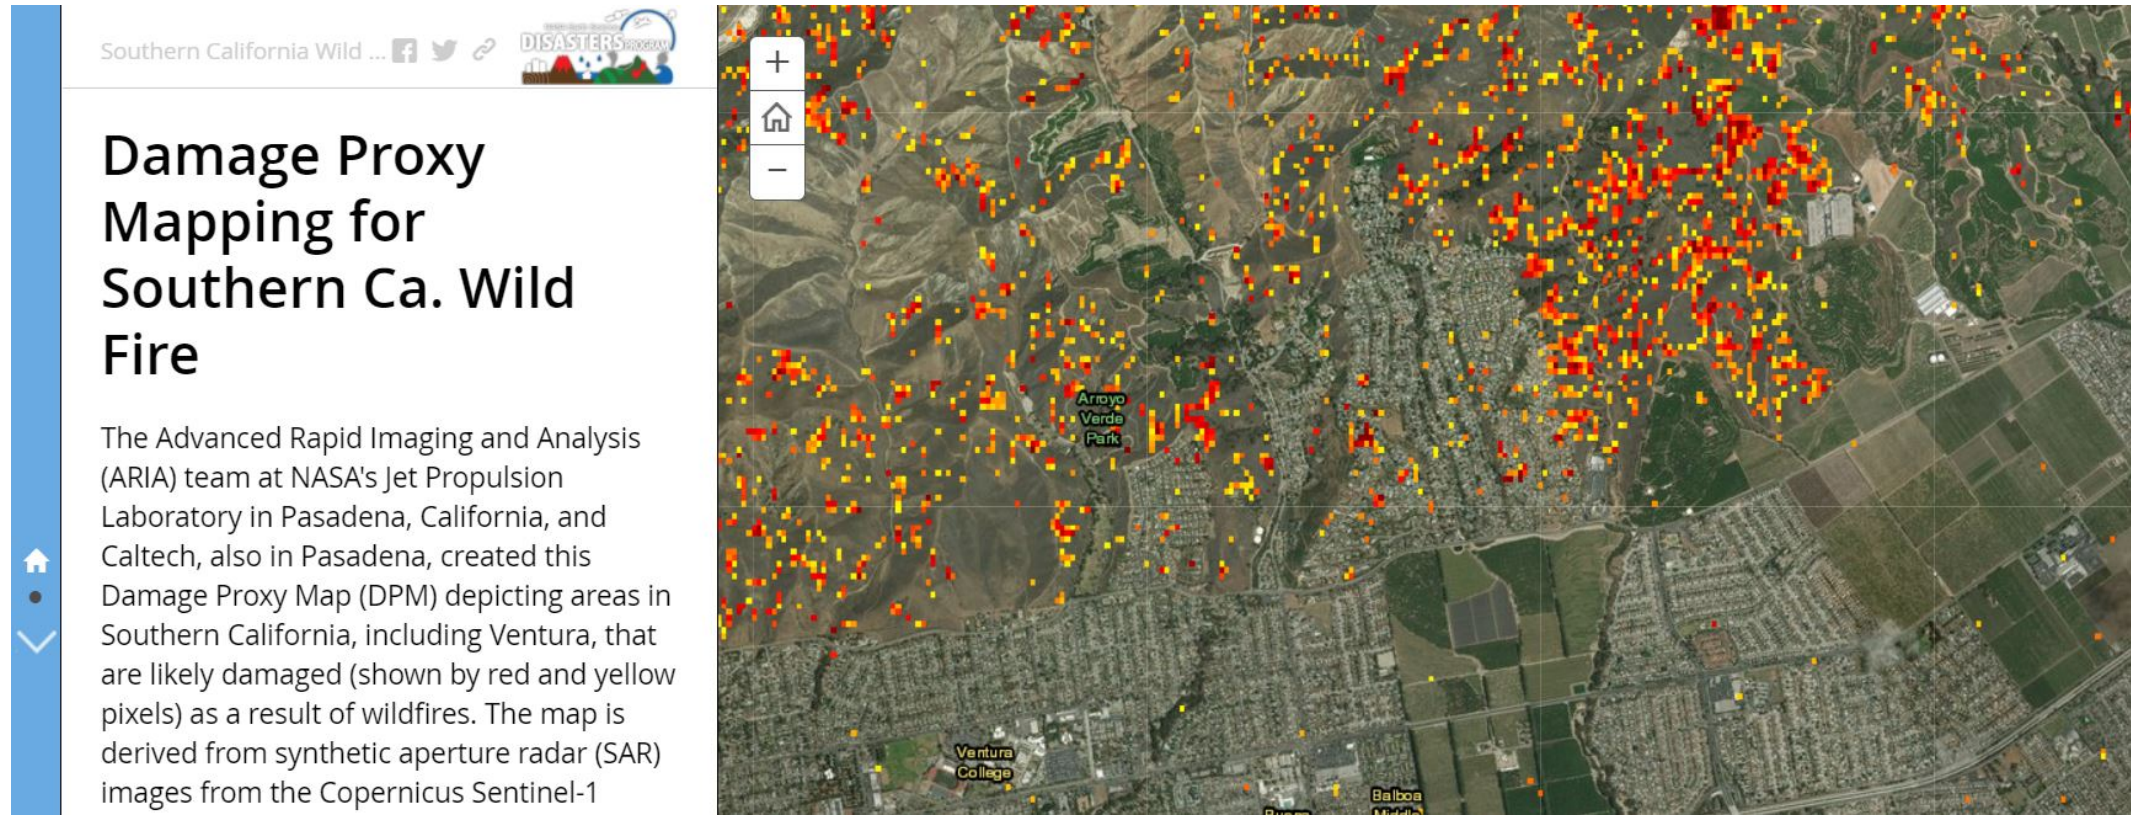 Southern California Wild ...
DISASTERS PROGRAM
Damage Proxy
Mapping for
Southern Ca. Wild
Fire
The Advanced Rapid Imaging and Analysis
(ARIA) team at NASA's Jet Propulsion
Laboratory in Pasadena, California, and
Caltech, also in Pasadena, created this
Damage Proxy Map (DPM) depicting areas in
Southern California, including Ventura, that
are likely damaged (shown by red and yellow
pixels) as a result of wildfires. The map is
derived from synthetic aperture radar (SAR)
images from the Copernicus Sentinel-1
+
−
Arroyo
Verde
Park
Ventura
College
Balboa
Middle